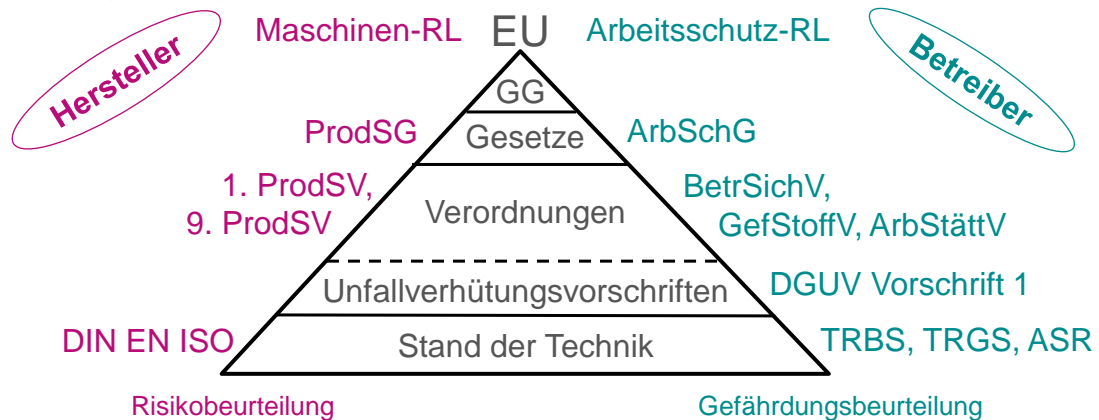 Maschinen-RL EU Arbeitsschutz-RL
Hersteller
Betreiber
GG
ProdSG Gesetze ArbSchG
1. ProdSV,
9. ProdSV
Verordnungen
BetrSichV,
GefStoffV, ArbStättV
Unfallverhütungsvorschriften DGUV Vorschrift 1
DIN EN ISO Stand der Technik TRBS, TRGS, ASR
Risikobeurteilung Gefährdungsbeurteilung